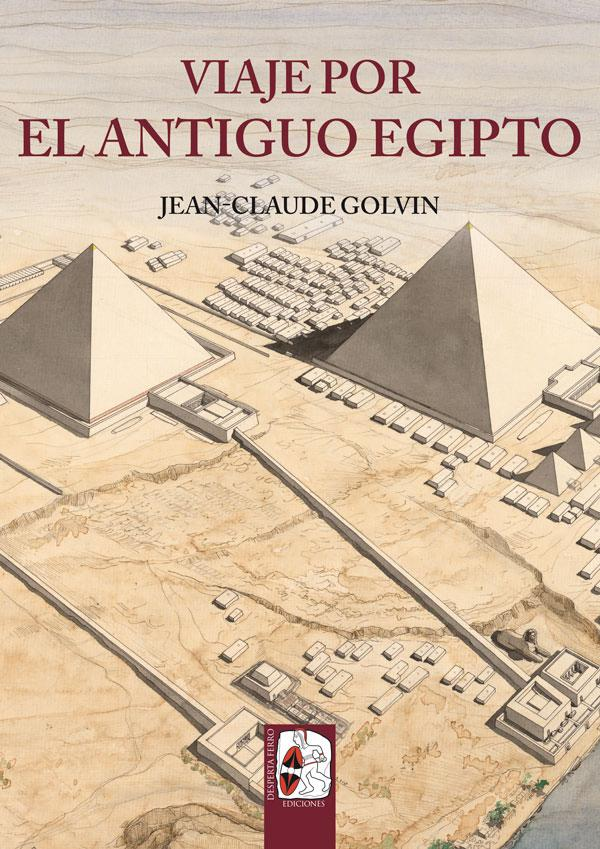 VIAJE POR
EL ANTIGUO EGIPTO
JEAN-CLAUDE GOLVIN
DESPERTA FERRO
EDICIONES